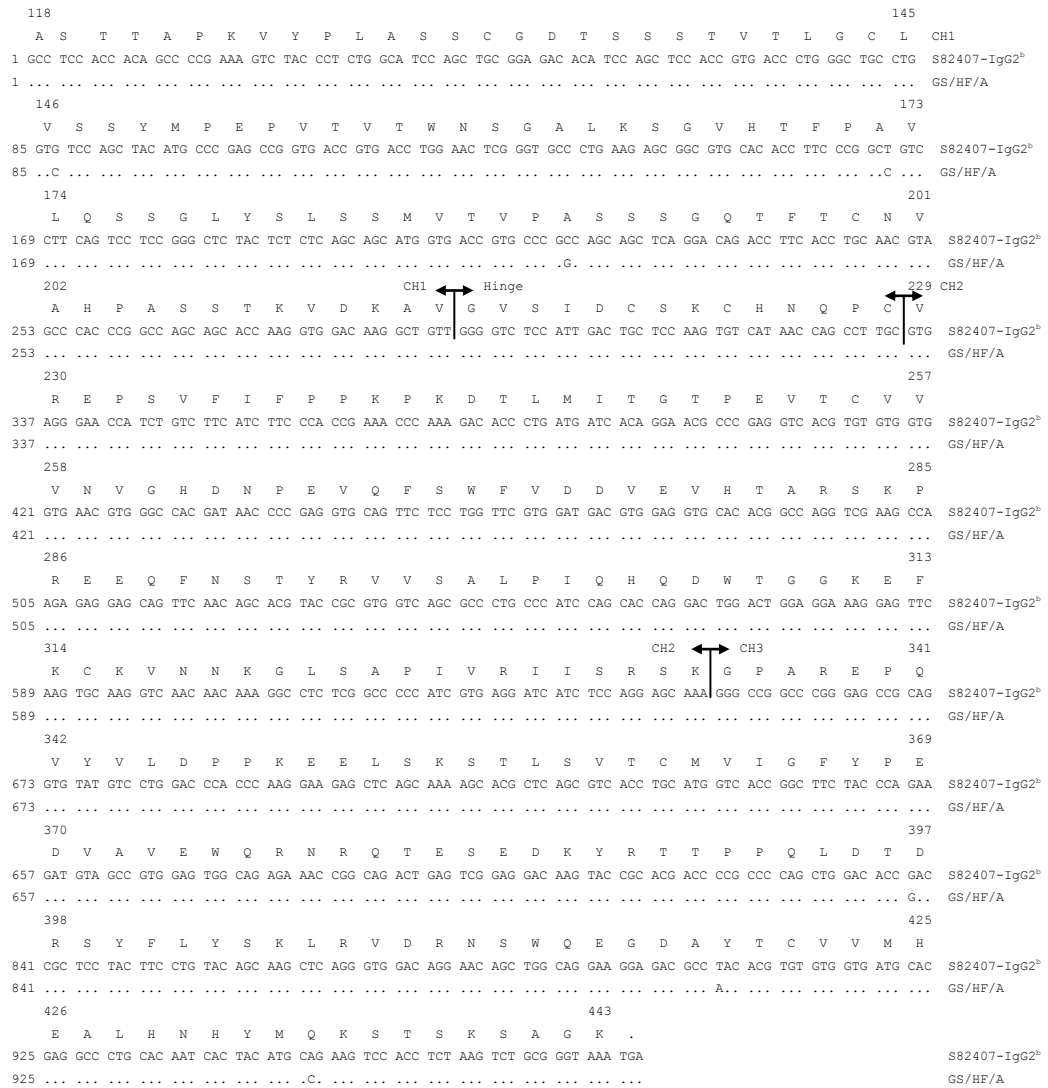 118 145
A S T T A P K V Y P L A S S C G D T S S S T V T L G C L CH1
1 GCC TCC ACC ACA GCC CCG AAA GTC TAC CCT CTG GCA TCC AGC TGC GGA GAC ACA TCC AGC TCC ACC GTG ACC CTG GGC TGC CTG S82407-IgG2ᵇ
1 ... ... ... ... ... ... ... ... ... ... ... ... ... ... ... ... ... ... ... ... ... ... ... ... ... ... ... ... GS/HF/A
146 173
V S S Y M P E P V T V T W N S G A L K S G V H T F P A V
85 GTG TCC AGC TAC ATG CCC GAG CCG GTG ACC GTG ACC TGG AAC TCG GGT GCC CTG AAG AGC GGC GTG CAC ACC TTC CCG GCT GTC S82407-IgG2ᵇ
85 ..C ... ... ... ... ... ... ... ... ... ... ... ... ... ... ... ... ... ... ... ... ... ... ... ... ... ..C ... GS/HF/A
174 201
L Q S S G L Y S L S S M V T V P A S S S G Q T F T C N V
169 CTT CAG TCC TCC GGG CTC TAC TCT CTC AGC AGC ATG GTG ACC GTG CCC GCC AGC AGC TCA GGA CAG ACC TTC ACC TGC AAC GTA S82407-IgG2ᵇ
169 ... ... ... ... ... ... ... ... ... ... ... ... ... ... ... ... .G. ... ... ... ... ... ... ... ... ... ... ... GS/HF/A
202 CH1 Hinge 229 CH2
A H P A S S T K V D K A V G V S I D C S K C H N Q P C V
253 GCC CAC CCG GCC AGC AGC ACC AAG GTG GAC AAG GCT GTT GGG GTC TCC ATT GAC TGC TCC AAG TGT CAT AAC CAG CCT TGC GTG S82407-IgG2ᵇ
253 ... ... ... ... ... ... ... ... ... ... ... ... ... ... ... ... ... ... ... ... ... ... ... ... ... ... ... ... GS/HF/A
230 257
R E P S V F I F P P K P K D T L M I T G T P E V T C V V
337 AGG GAA CCA TCT GTC TTC ATC TTC CCA CCG AAA CCC AAA GAC ACC CTG ATG ATC ACA GGA ACG CCC GAG GTC ACG TGT GTG GTG S82407-IgG2ᵇ
337 ... ... ... ... ... ... ... ... ... ... ... ... ... ... ... ... ... ... ... ... ... ... ... ... ... ... ... ... GS/HF/A
258 285
V N V G H D N P E V Q F S W F V D D V E V H T A R S K P
421 GTG AAC GTG GGC CAC GAT AAC CCC GAG GTG CAG TTC TCC TGG TTC GTG GAT GAC GTG GAG GTG CAC ACG GCC AGG TCG AAG CCA S82407-IgG2ᵇ
421 ... ... ... ... ... ... ... ... ... ... ... ... ... ... ... ... ... ... ... ... ... ... ... ... ... ... ... ... GS/HF/A
286 313
R E E Q F N S T Y R V V S A L P I Q H Q D W T G G K E F
505 AGA GAG GAG CAG TTC AAC AGC ACG TAC CGC GTG GTC AGC GCC CTG CCC ATC CAG CAC CAG GAC TGG ACT GGA GGA AAG GAG TTC S82407-IgG2ᵇ
505 ... ... ... ... ... ... ... ... ... ... ... ... ... ... ... ... ... ... ... ... ... ... ... ... ... ... ... ... GS/HF/A
314 CH2 CH3 341
K C K V N N K G L S A P I V R I I S R S K G P A R E P Q
589 AAG TGC AAG GTC AAC AAC AAA GGC CTC TCG GCC CCC ATC GTG AGG ATC ATC TCC AGG AGC AAA GGG CCG GCC CGG GAG CCG CAG S82407-IgG2ᵇ
589 ... ... ... ... ... ... ... ... ... ... ... ... ... ... ... ... ... ... ... ... ... ... ... ... ... ... ... ... GS/HF/A
342 369
V Y V L D P P K E E L S K S T L S V T C M V I G F Y P E
673 GTG TAT GTC CTG GAC CCA CCC AAG GAA GAG CTC AGC AAA AGC ACG CTC AGC GTC ACC TGC ATG GTC ACC GGC TTC TAC CCA GAA S82407-IgG2ᵇ
673 ... ... ... ... ... ... ... ... ... ... ... ... ... ... ... ... ... ... ... ... ... ... ... ... ... ... ... ... GS/HF/A
370 397
D V A V E W Q R N R Q T E S E D K Y R T T P P Q L D T D
657 GAT GTA GCC GTG GAG TGG CAG AGA AAC CGG CAG ACT GAG TCG GAG GAC AAG TAC CGC ACG ACC CCG CCC CAG CTG GAC ACC GAC S82407-IgG2ᵇ
657 ... ... ... ... ... ... ... ... ... ... ... ... ... ... ... ... ... ... ... ... ... ... ... ... ... ... ... G.. GS/HF/A
398 425
R S Y F L Y S K L R V D R N S W Q E G D A Y T C V V M H
841 CGC TCC TAC TTC CTG TAC AGC AAG CTC AGG GTG GAC AGG AAC AGC TGG CAG GAA GGA GAC GCC TAC ACG TGT GTG GTG ATG CAC S82407-IgG2ᵇ
841 ... ... ... ... ... ... ... ... ... ... ... ... ... ... ... ... ... ... ... ... ... A.. ... ... ... ... ... ... GS/HF/A
426 443
E A L H N H Y M Q K S T S K S A G K .
925 GAG GCC CTG CAC AAT CAC TAC ATG CAG AAG TCC ACC TCT AAG TCT GCG GGT AAA TGA S82407-IgG2ᵇ
925 ... ... ... ... ... ... ... ... .C. ... ... ... ... ... ... ... ... ... ... GS/HF/A